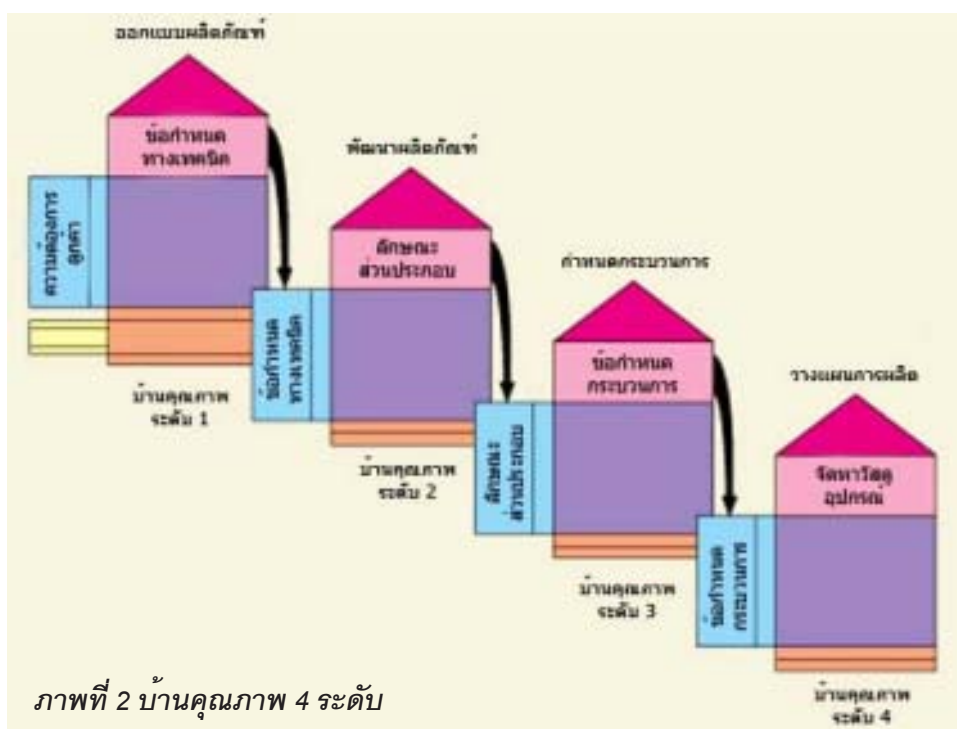 ออกแบบผลิตภัณฑ์
ข้อกำหนด
ทางเทคนิค
ความต้องการ
ลูกค้า
บ้านคุณภาพ
ระดับ 1
พัฒนาผลิตภัณฑ์
ลักษณะ
ส่วนประกอบ
ข้อกำหนด
ทางเทคนิค
บ้านคุณภาพ
ระดับ 2
กำหนดกระบวนการ
ข้อกำหนด
กระบวนการ
ลักษณะ
ส่วนประกอบ
บ้านคุณภาพ
ระดับ 3
วางแผนการผลิต
จัดหาวัสดุ
อุปกรณ์
ข้อกำหนด
กระบวนการ
บ้านคุณภาพ
ระดับ 4
ภาพที่ 2 บ้านคุณภาพ 4 ระดับ